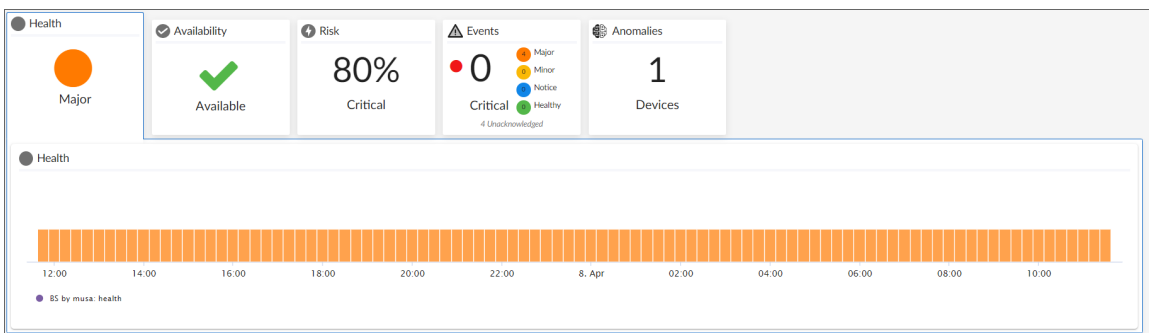 Health
Major
Availability
Available
Risk
80%
Critical
Events
0
Critical
4 Major
0 Minor
0 Notice
0 Healthy
4 Unacknowledged
Anomalies
1
Devices
Health
12:00 14:00 16:00 18:00 20:00 22:00 8. Apr 02:00 04:00 06:00 08:00 10:00
BS by musa: health